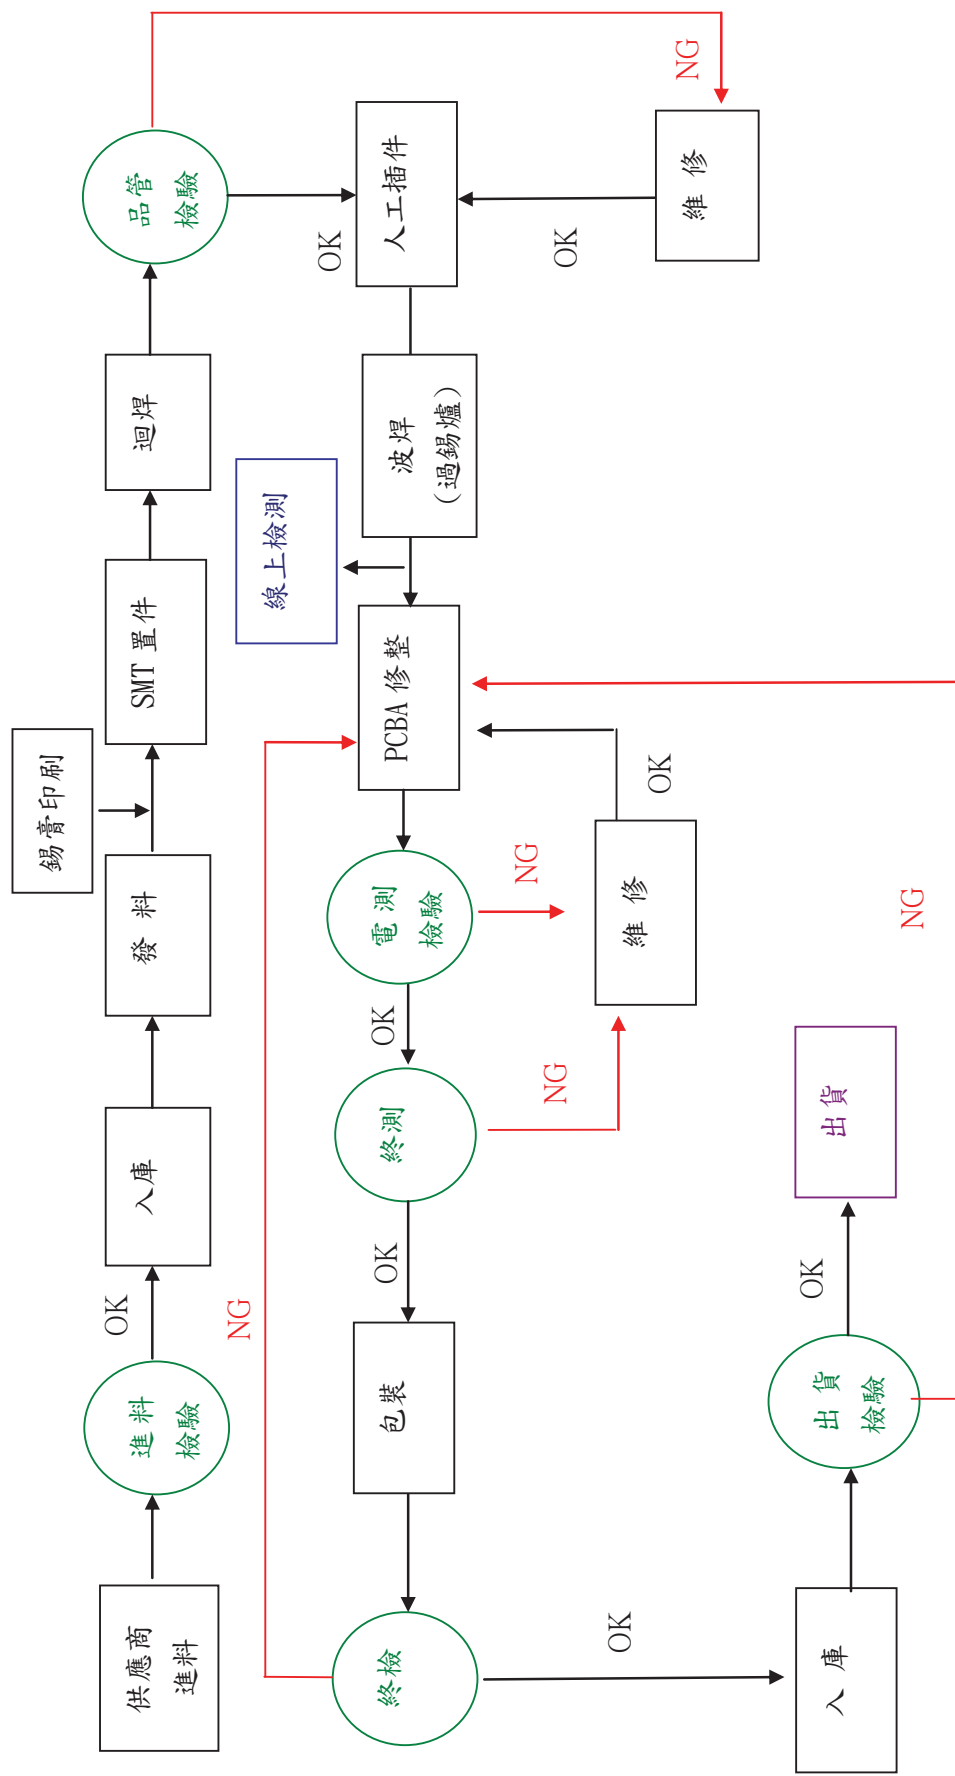 錫膏印刷
供應商
進料
進料
檢驗
OK
入庫
發料
SMT 置件
迴焊
品管
檢驗
NG
線上檢測
OK
人工插件
波焊
(過錫爐)
PCBA 修整
電測
檢驗
OK
終測
OK
包裝
終檢
NG
NG
OK
維修
OK
維修
NG
OK
入庫
出貨
檢驗
OK
出貨
NG